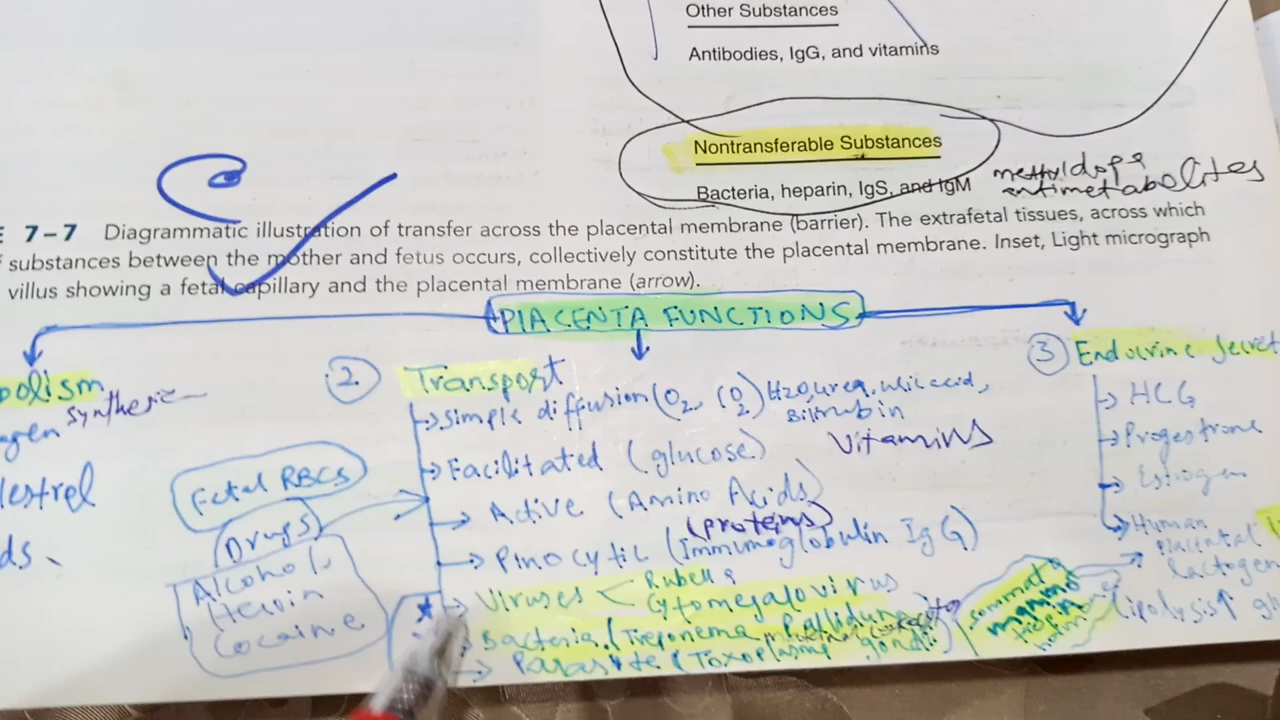 Other Substances
Antibodies, IgG, and vitamins
Nontransferable Substances
Bacteria, heparin, IgS, and IgM
methyldopa
antimetabolites
E 7–7 Diagrammatic illustration of transfer across the placental membrane (barrier). The extrafetal tissues, across which
substances between the mother and fetus occurs, collectively constitute the placental membrane. Inset, Light micrograph
villus showing a fetal capillary and the placental membrane (arrow).
PLACENTA FUNCTIONS
olism
synthesis
gen
lestrel
ds
2. Transport
Simple diffusion (O2, CO2) H2O, urea, uric acid,
Bilirubin
Vitamins
Facilitated (glucose)
Active (Amino Acids)
(proteins)
Pinocytic (Immunoglobulin IgG)
Viruses < Rubella
Cytomegalovirus
Bacteria (Treponema Pallidum
Parasite (Toxoplasma gondii)
Fetal RBCs
Drugs
Alcohol,
Heroin
Cocaine
3 Endocrine Secret
HCG
Progestrone
Estrogen
Human
Placental
lactogen
lipolysis↑ gl